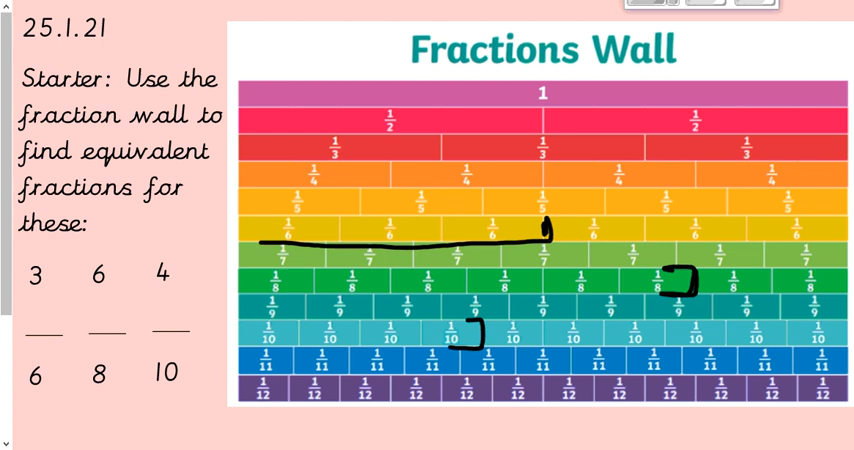 25.1.21
Starter: Use the
fraction wall to
find equivalent
fractions for
these:
3 6 4
6 8 10
Fractions Wall
1
1/2 1/2
1/3 1/3 1/3
1/4 1/4 1/4 1/4
1/5 1/5 1/5 1/5 1/5
1/6 1/6 1/6 1/6 1/6 1/6
1/7 1/7 1/7 1/7 1/7 1/7 1/7
1/8 1/8 1/8 1/8 1/8 1/8 1/8 1/8
1/9 1/9 1/9 1/9 1/9 1/9 1/9 1/9 1/9
1/10 1/10 1/10 1/10 1/10 1/10 1/10 1/10 1/10 1/10
1/11 1/11 1/11 1/11 1/11 1/11 1/11 1/11 1/11 1/11 1/11
1/12 1/12 1/12 1/12 1/12 1/12 1/12 1/12 1/12 1/12 1/12 1/12